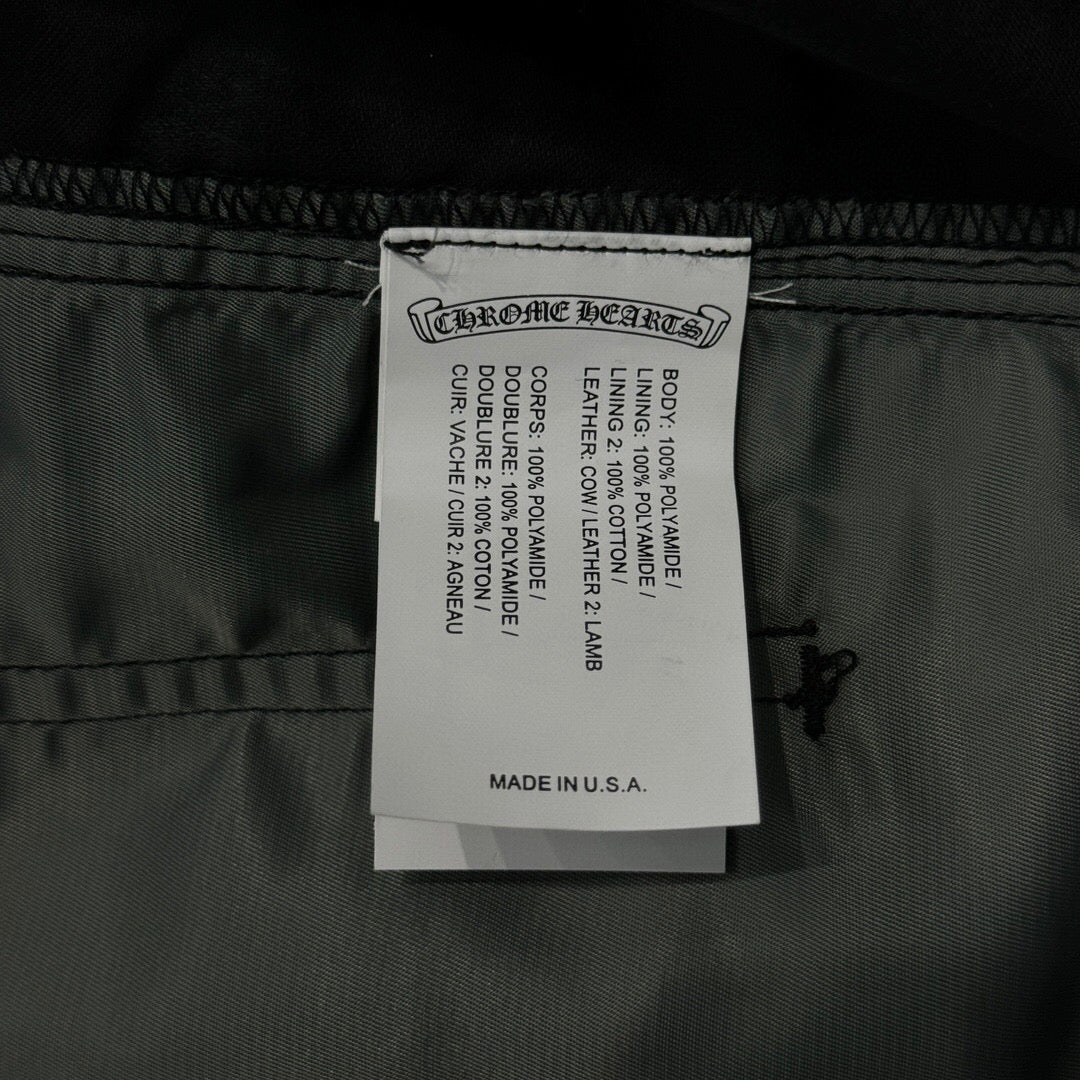 CHROME HEARTS
BODY: 100% POLYAMIDE /
LINING: 100% POLYAMIDE /
LINING 2: 100% COTTON /
LEATHER: COW / LEATHER 2: LAMB
CORPS: 100% POLYAMIDE /
DOUBLURE: 100% POLYAMIDE /
DOUBLURE 2: 100% COTON /
CUIR: VACHE / CUIR 2: AGNEAU
MADE IN U.S.A.